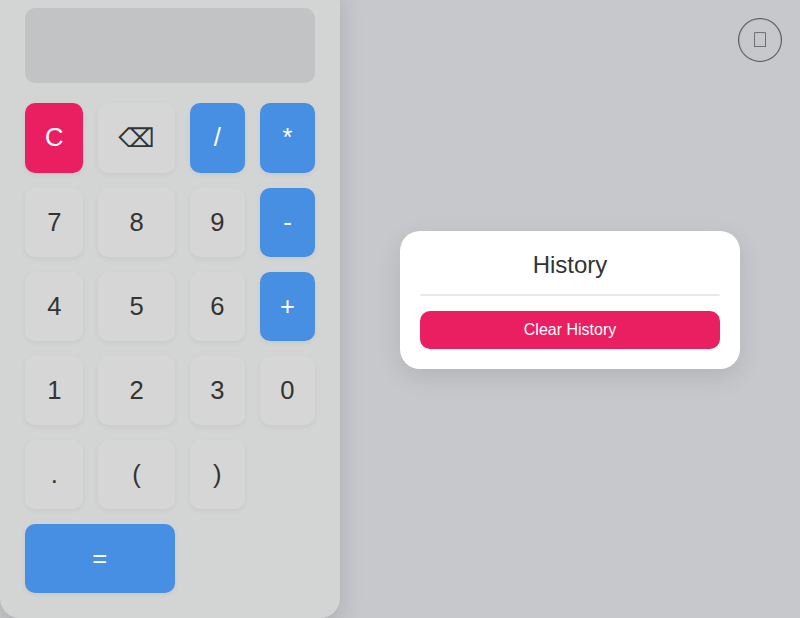 C ⌫ / *
7 8 9 -
4 5 6 +
1 2 3 0
. ( )
=
History
Clear History